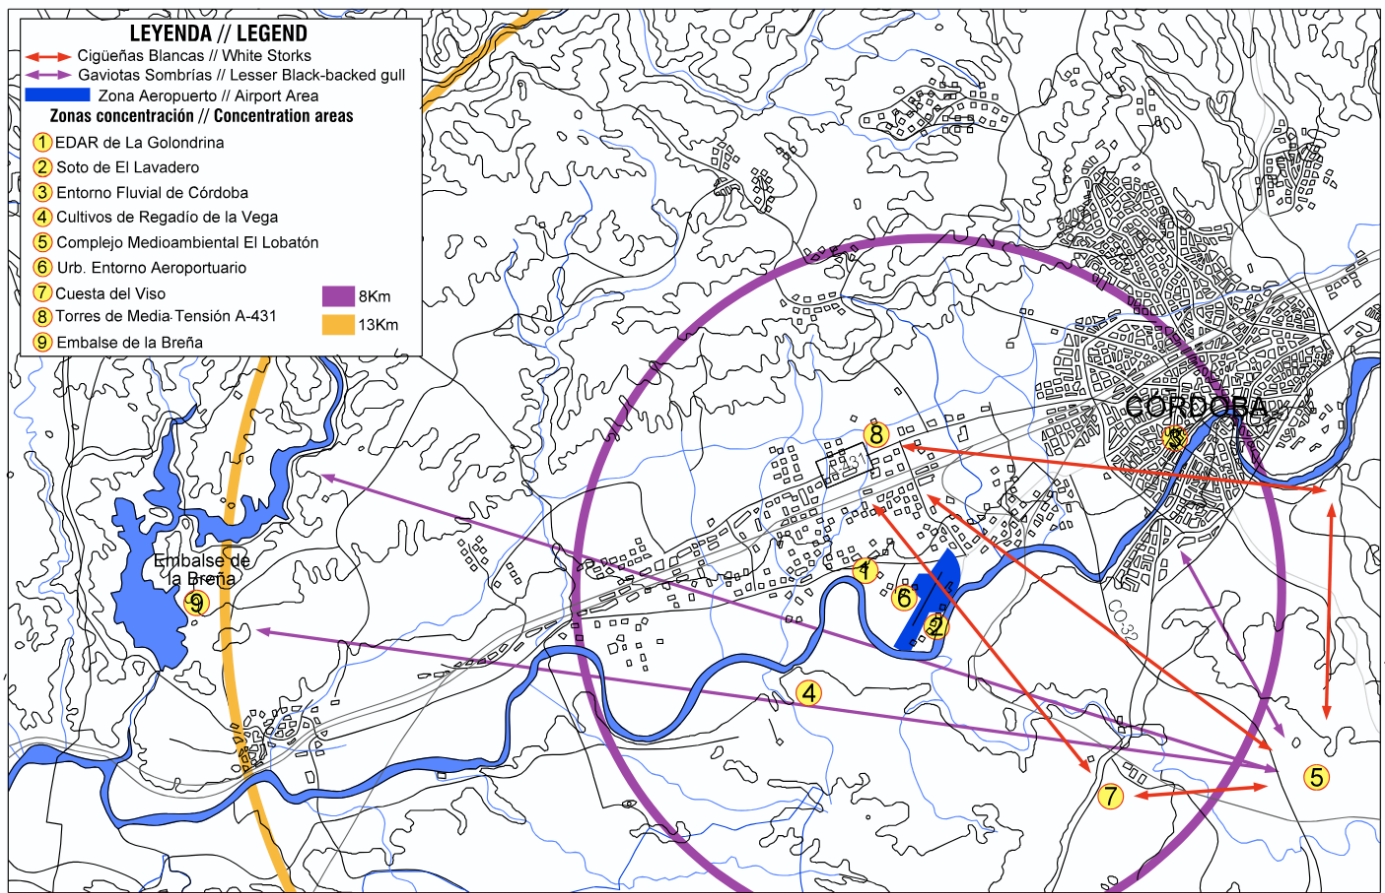 LEYENDA // LEGEND
Cigüeñas Blancas // White Storks
Gaviotas Sombrías // Lesser Black-backed gull
Zona Aeropuerto // Airport Area
Zonas concentración // Concentration areas
1 EDAR de La Golondrina
2 Soto de El Lavadero
3 Entorno Fluvial de Córdoba
4 Cultivos de Regadío de la Vega
5 Complejo Medioambiental El Lobatón
6 Urb. Entorno Aeroportuario
7 Cuesta del Viso
8 Torres de Media Tensión A-431
9 Embalse de la Breña
8Km
13Km
CÓRDOBA
3
8
Embalse de
la Breña
9
1
6
2
CO-32
4
5
7